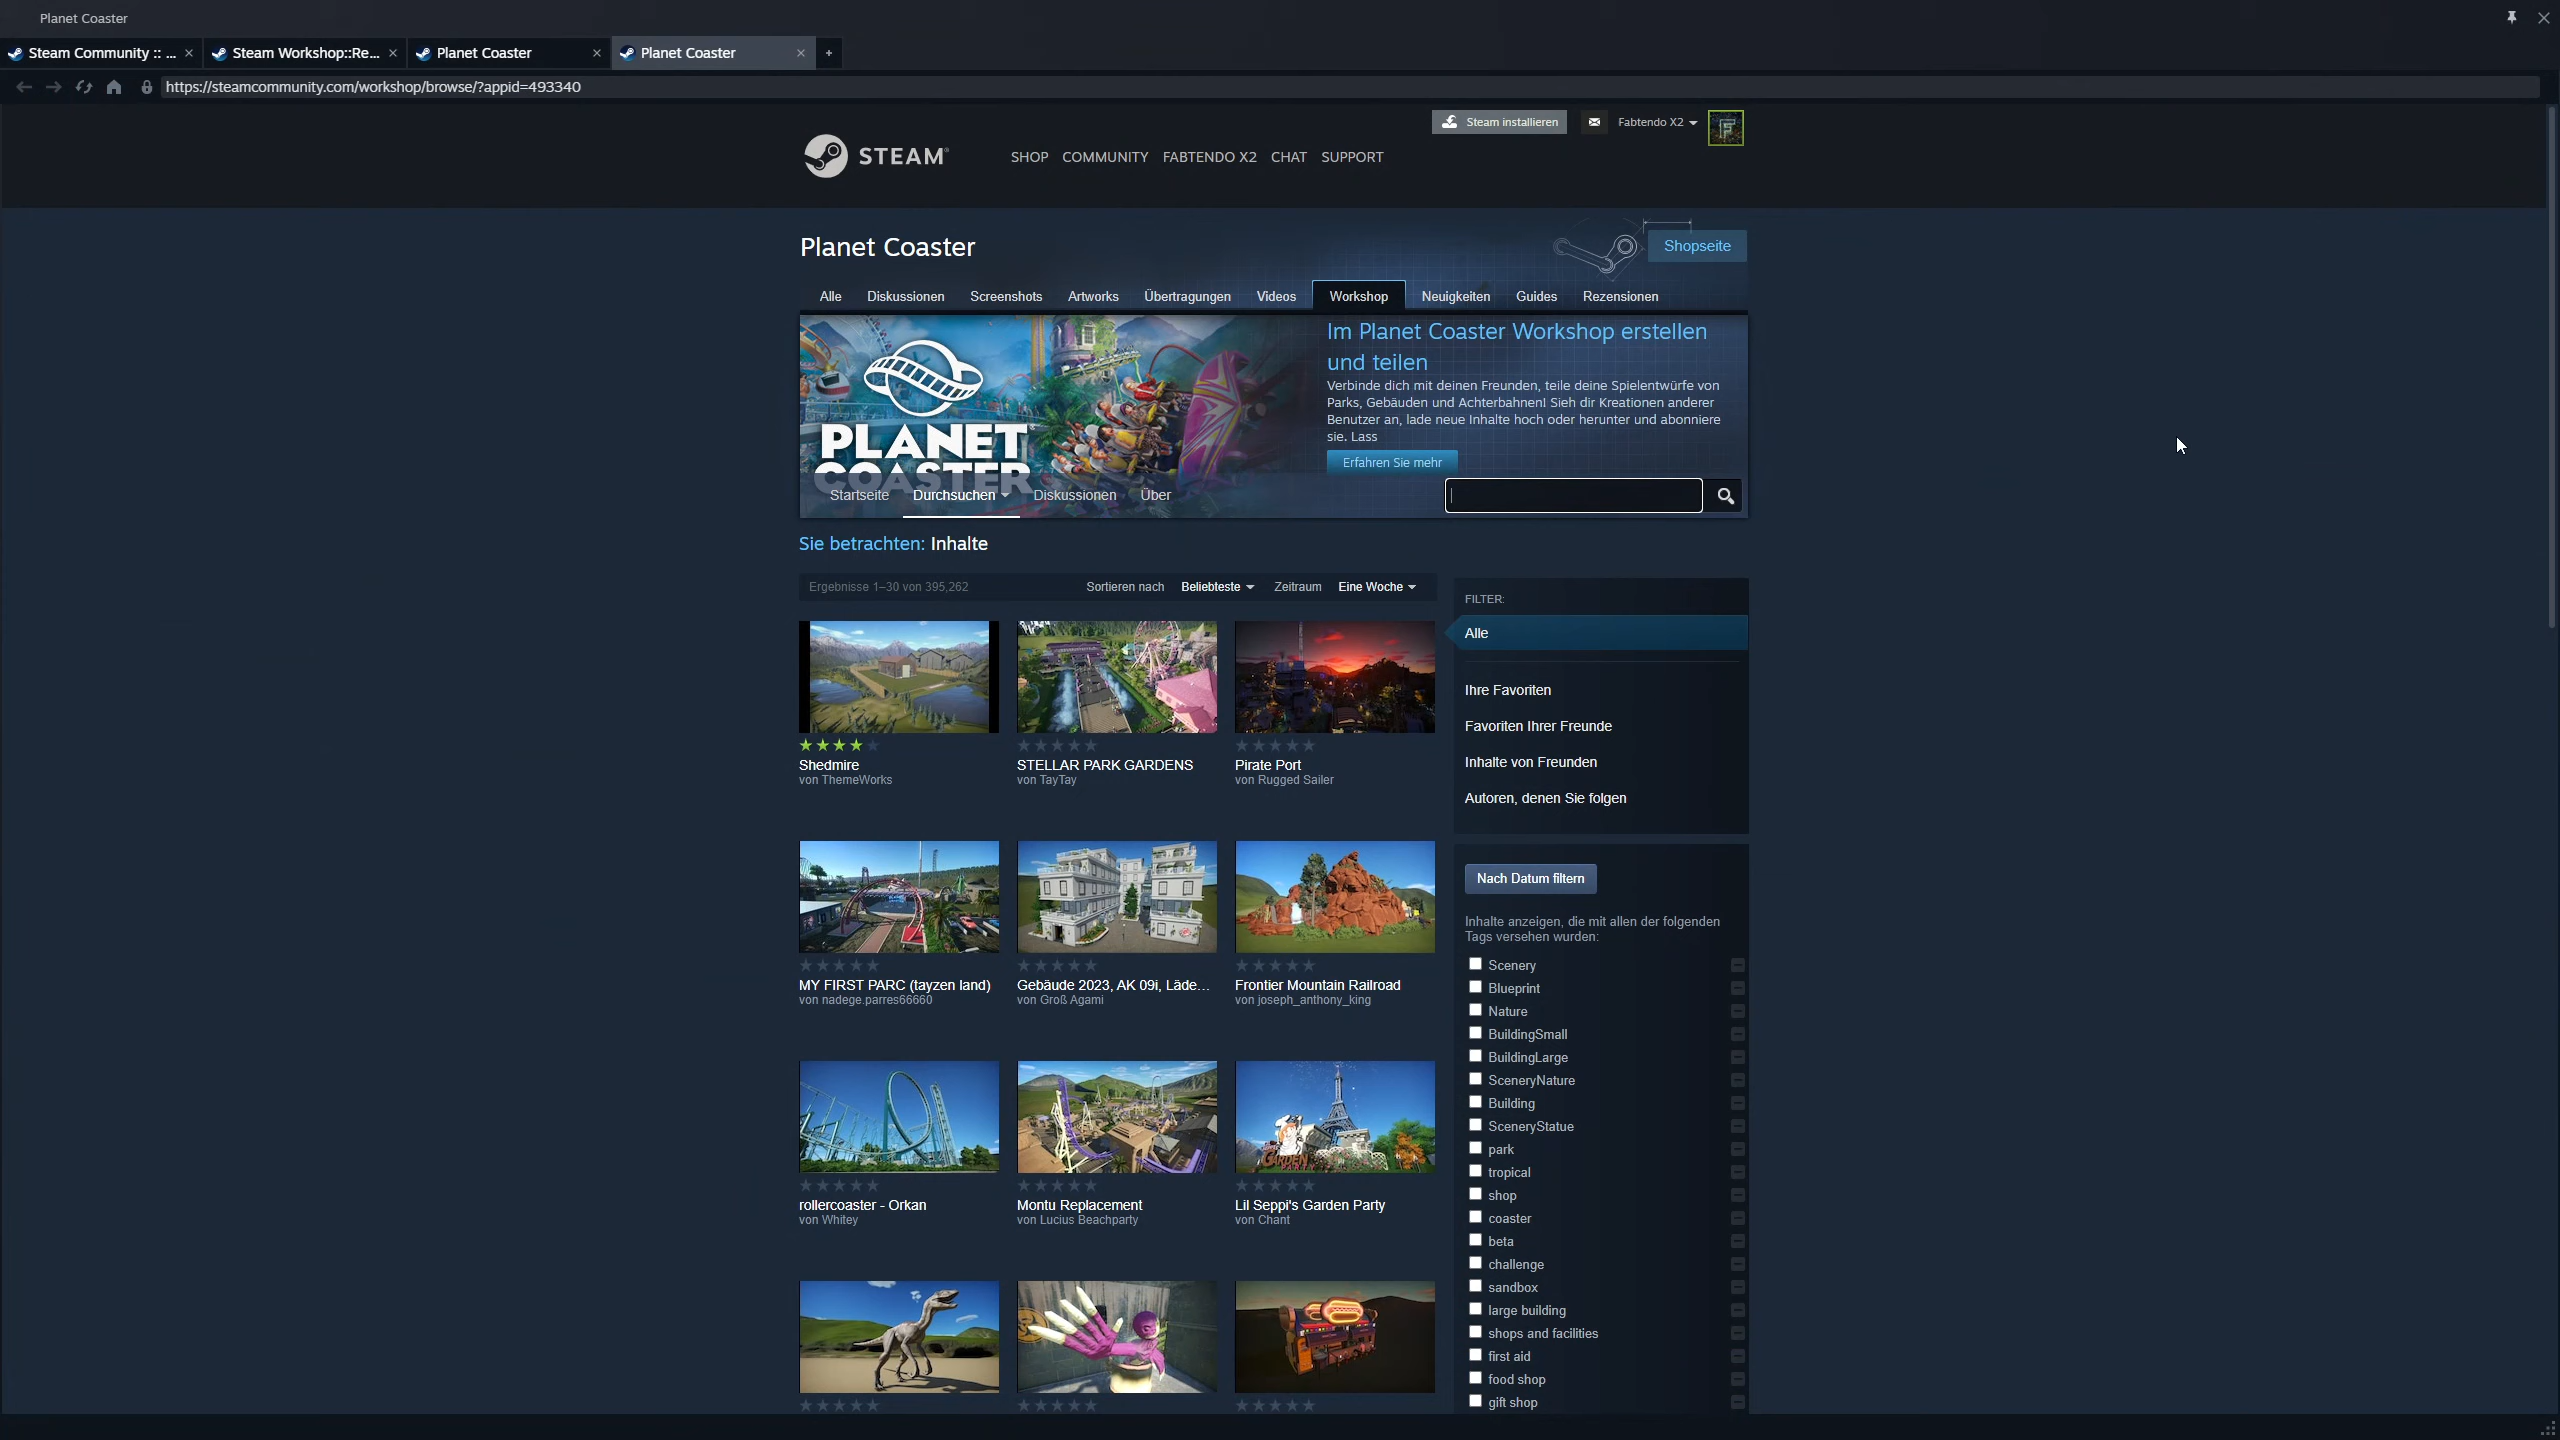 Planet Coaster
Steam Community :: ...
Steam Workshop::Re...
Planet Coaster
Planet Coaster
https://steamcommunity.com/workshop/browse/?appid=493340
Steam installieren
Fabtendo X2
STEAM®
SHOP COMMUNITY FABTENDO X2 CHAT SUPPORT
Planet Coaster
Shopseite
Alle Diskussionen Screenshots Artworks Übertragungen Videos Workshop Neuigkeiten Guides Rezensionen
PLANET
COASTER
Im Planet Coaster Workshop erstellen
und teilen
Verbinde dich mit deinen Freunden, teile deine Spielentwürfe von
Parks, Gebäuden und Achterbahnen! Sieh dir Kreationen anderer
Benutzer an, lade neue Inhalte hoch oder herunter und abonniere
sie. Lass
Erfahren Sie mehr
Startseite Durchsuchen Diskussionen Über
Sie betrachten: Inhalte
Ergebnisse 1–30 von 395,262
Sortieren nach Beliebteste Zeitraum Eine Woche
Shedmire
von ThemeWorks
STELLAR PARK GARDENS
von TayTay
Pirate Port
von Rugged Sailer
MY FIRST PARC (tayzen land)
von nadege.parres66660
Gebäude 2023, AK 09i, Läde...
von Groß Agami
Frontier Mountain Railroad
von joseph_anthony_king
rollercoaster - Orkan
von Whitey
Montu Replacement
von Lucius Beachparty
GARDEN
PARTY
Lil Seppi's Garden Party
von Chant
FILTER:
Alle
Ihre Favoriten
Favoriten Ihrer Freunde
Inhalte von Freunden
Autoren, denen Sie folgen
Nach Datum filtern
Inhalte anzeigen, die mit allen der folgenden
Tags versehen wurden:
Scenery
Blueprint
Nature
BuildingSmall
BuildingLarge
SceneryNature
Building
SceneryStatue
park
tropical
shop
coaster
beta
challenge
sandbox
large building
shops and facilities
first aid
food shop
gift shop